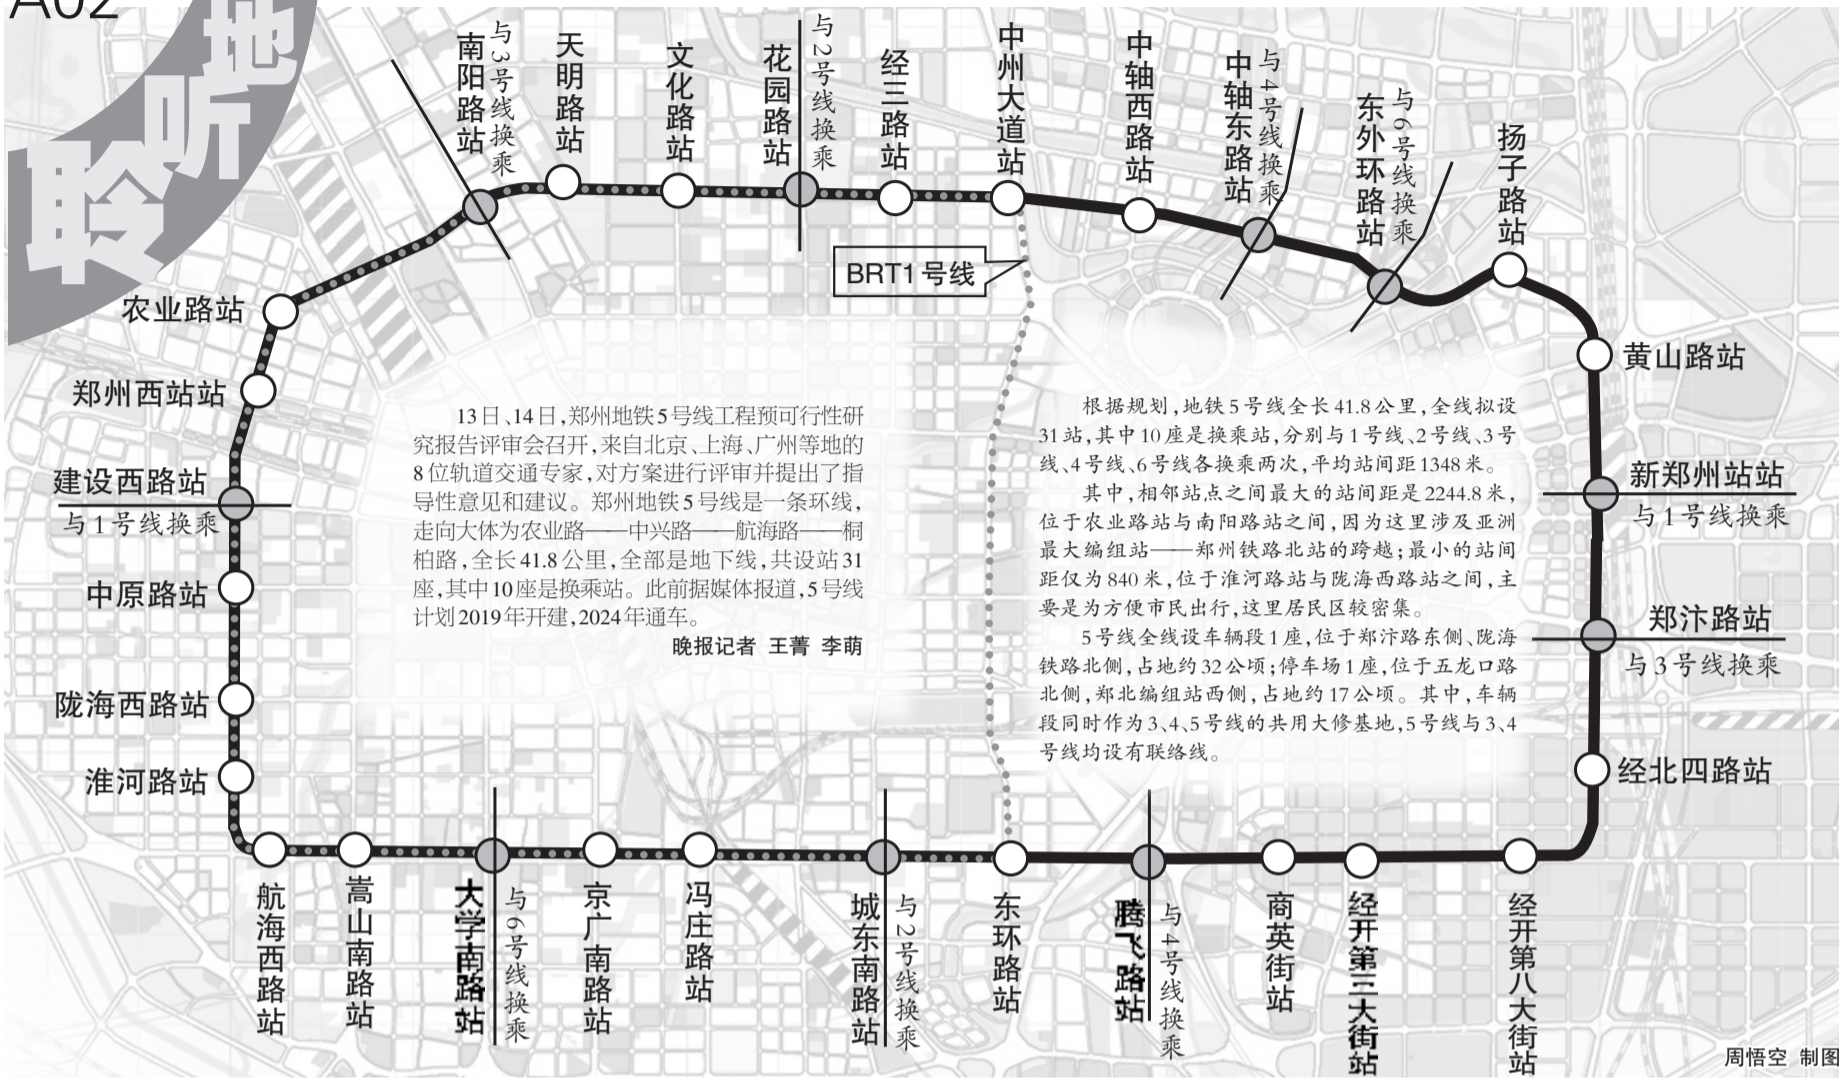 A02
聆听地
南阳路站
与3号线换乘
天明路站
文化路站
花园路站
与2号线换乘
经三路站
中州大道站
中轴西路站
中轴东路站
与4号线换乘
东外环路站
与6号线换乘
扬子路站
BRT1号线
农业路站
郑州西站站
建设西路站
与1号线换乘
中原路站
陇海西路站
淮河路站
13日、14日,郑州地铁5号线工程预可行性研
究报告评审会召开,来自北京、上海、广州等地的
8位轨道交通专家,对方案进行评审并提出了指
导性意见和建议。郑州地铁5号线是一条环线,
走向大体为农业路——中兴路——航海路——桐
柏路,全长41.8公里,全部是地下线,共设站31
座,其中10座是换乘站。此前据媒体报道,5号线
计划2019年开建,2024年通车。
晚报记者 王菁 李萌
根据规划,地铁5号线全长41.8公里,全线拟设
31站,其中10座是换乘站,分别与1号线、2号线、3号
线、4号线、6号线各换乘两次,平均站间距1348米。
其中,相邻站点之间最大的站间距是2244.8米,
位于农业路站与南阳路站之间,因为这里涉及亚洲
最大编组站——郑州铁路北站的跨越;最小的站间
距仅为840米,位于淮河路站与陇海西路站之间,主
要是为方便市民出行,这里居民区较密集。
5号线全线设车辆段1座,位于郑汴路东侧、陇海
铁路北侧,占地约32公顷;停车场1座,位于五龙口路
北侧,郑北编组站西侧,占地约17公顷。其中,车辆
段同时作为3、4、5号线的共用大修基地,5号线与3、4
号线均设有联络线。
黄山路站
新郑州站站
与1号线换乘
郑汴路站
与3号线换乘
经北四路站
航海西路站
嵩山南路站
大学南路站
与6号线换乘
京广南路站
冯庄路站
城东南路站
与2号线换乘
东环路站
腾飞路站
与4号线换乘
商英街站
经开第三大街站
经开第八大街站
周悟空 制图